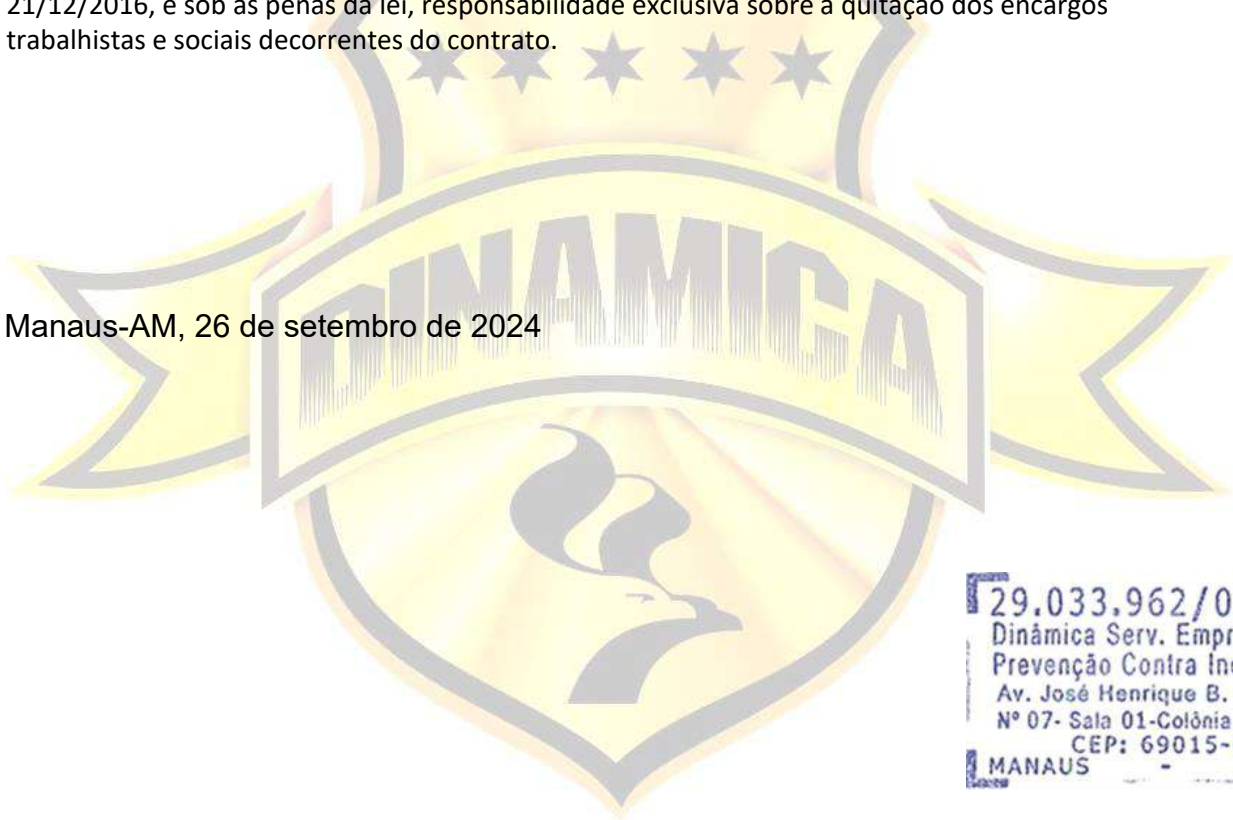 21/12/2016, e sob as penas da lei, responsabilidade exclusiva sobre a quitação dos encargos
trabalhistas e sociais decorrentes do contrato.
DINAMICA
Manaus-AM, 26 de setembro de 2024
29.033.962/0
Dinâmica Serv. Empr
Prevenção Contra In
Av. José Henrique B.
Nº 07- Sala 01-Colônia
CEP: 69015-
MANAUS -